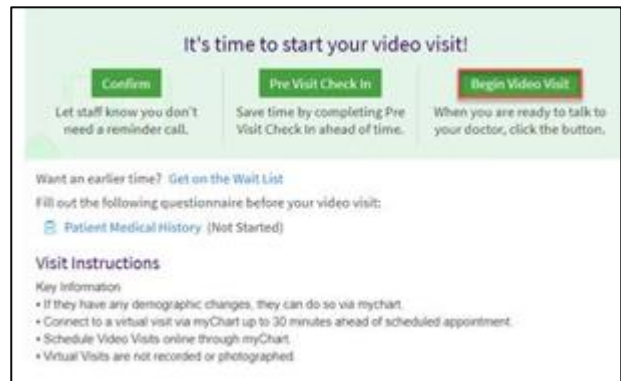 It's time to start your video visit!
Confirm
Let staff know you don't
need a reminder call.
Pre Visit Check In
Save time by completing Pre
Visit Check In ahead of time.
Begin Video Visit
When you are ready to talk to
your doctor, click the button.
Want an earlier time? Get on the Wait List
Fill out the following questionnaire before your video visit:
Patient Medical History (Not Started)
Visit Instructions
Key Information
• If they have any demographic changes, they can do so via mychart.
• Connect to a virtual visit via myChart up to 30 minutes ahead of scheduled appointment.
• Schedule Video Visits online through myChart.
• Virtual Visits are not recorded or photographed.